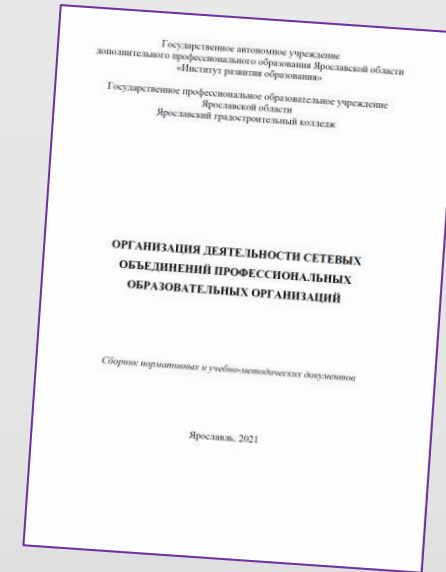 Государственное автономное учреждение
дополнительного профессионального образования Ярославской области
«Институт развития образования»
Государственное профессиональное образовательное учреждение
Ярославской области
Ярославский градостроительный колледж
ОРГАНИЗАЦИЯ ДЕЯТЕЛЬНОСТИ СЕТЕВЫХ
ОБЪЕДИНЕНИЙ ПРОФЕССИОНАЛЬНЫХ
ОБРАЗОВАТЕЛЬНЫХ ОРГАНИЗАЦИЙ
Сборник нормативных и учебно-методических документов
Ярославль, 2021